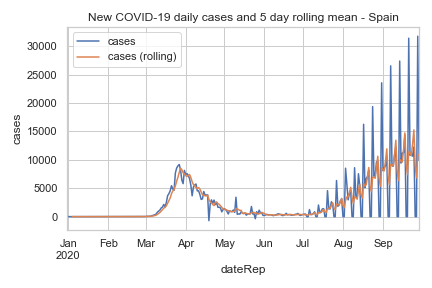 New COVID-19 daily cases and 5 day rolling mean - Spain
cases
cases (rolling)
30000
25000
20000
15000
10000
5000
0
cases
Jan Feb Mar Apr May Jun Jul Aug Sep
2020
dateRep